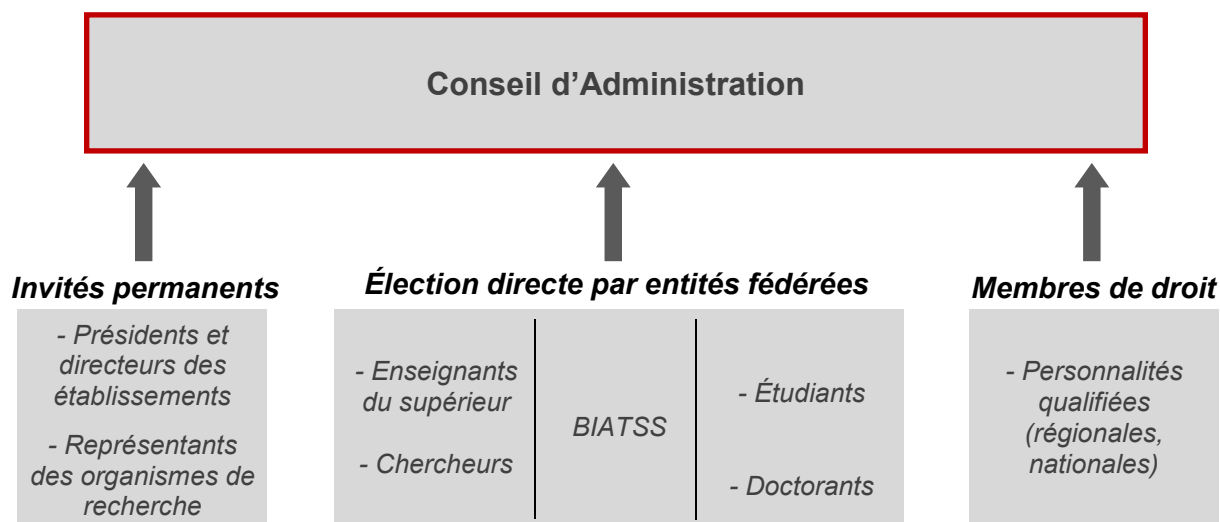 Conseil d'Administration
Invités permanents
- Présidents et
directeurs des
établissements
- Représentants
des organismes de
recherche
Élection directe par entités fédérées
- Enseignants
du supérieur
- Chercheurs
BIATSS
- Étudiants
- Doctorants
Membres de droit
- Personnalités
qualifiées
(régionales,
nationales)